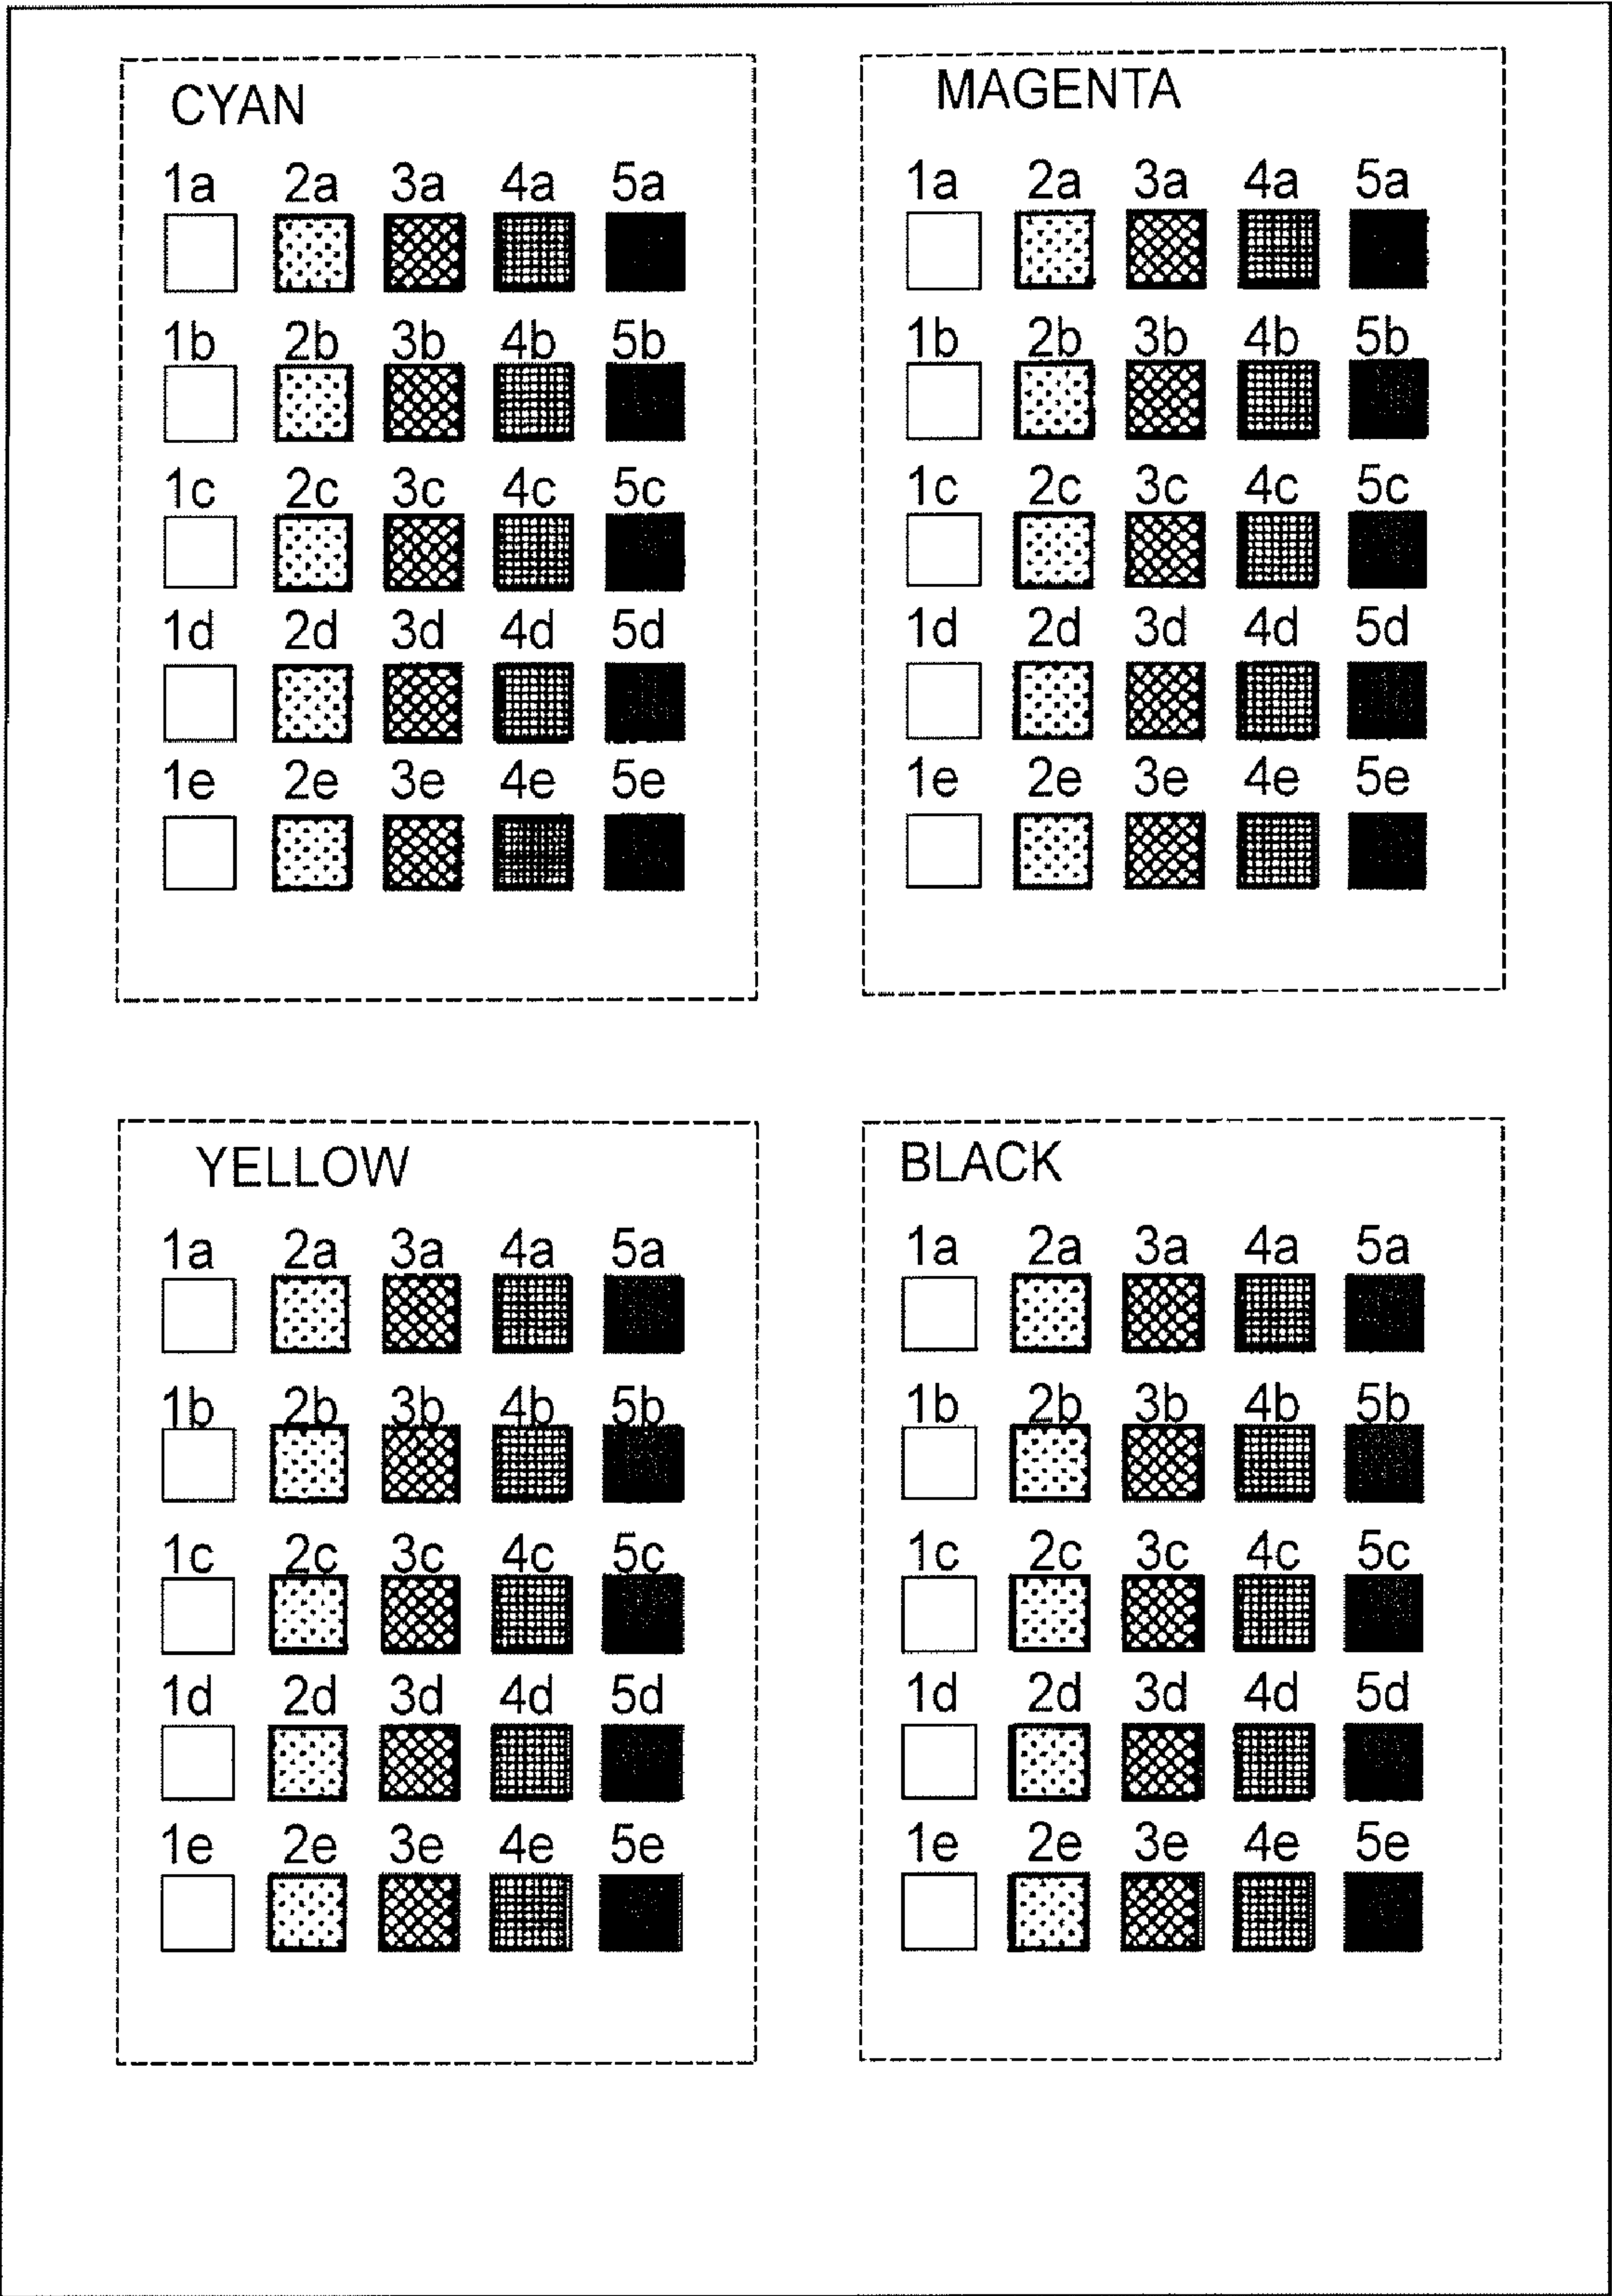 CYAN
1a 2a 3a 4a 5a
1b 2b 3b 4b 5b
1c 2c 3c 4c 5c
1d 2d 3d 4d 5d
1e 2e 3e 4e 5e
MAGENTA
1a 2a 3a 4a 5a
1b 2b 3b 4b 5b
1c 2c 3c 4c 5c
1d 2d 3d 4d 5d
1e 2e 3e 4e 5e
YELLOW
1a 2a 3a 4a 5a
1b 2b 3b 4b 5b
1c 2c 3c 4c 5c
1d 2d 3d 4d 5d
1e 2e 3e 4e 5e
BLACK
1a 2a 3a 4a 5a
1b 2b 3b 4b 5b
1c 2c 3c 4c 5c
1d 2d 3d 4d 5d
1e 2e 3e 4e 5e